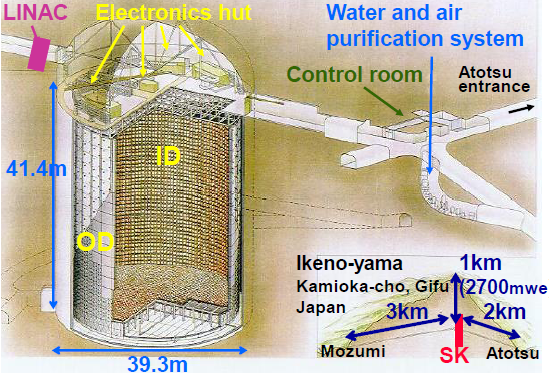 LINAC
Electronics hut
Water and air
purification system
Control room
Atotsu
entrance
41.4m
ID
OD
39.3m
Ikeno-yama
Kamioka-cho, Gifu
Japan
1km
(2700mwe
3km
2km
Mozumi
SK
Atotsu